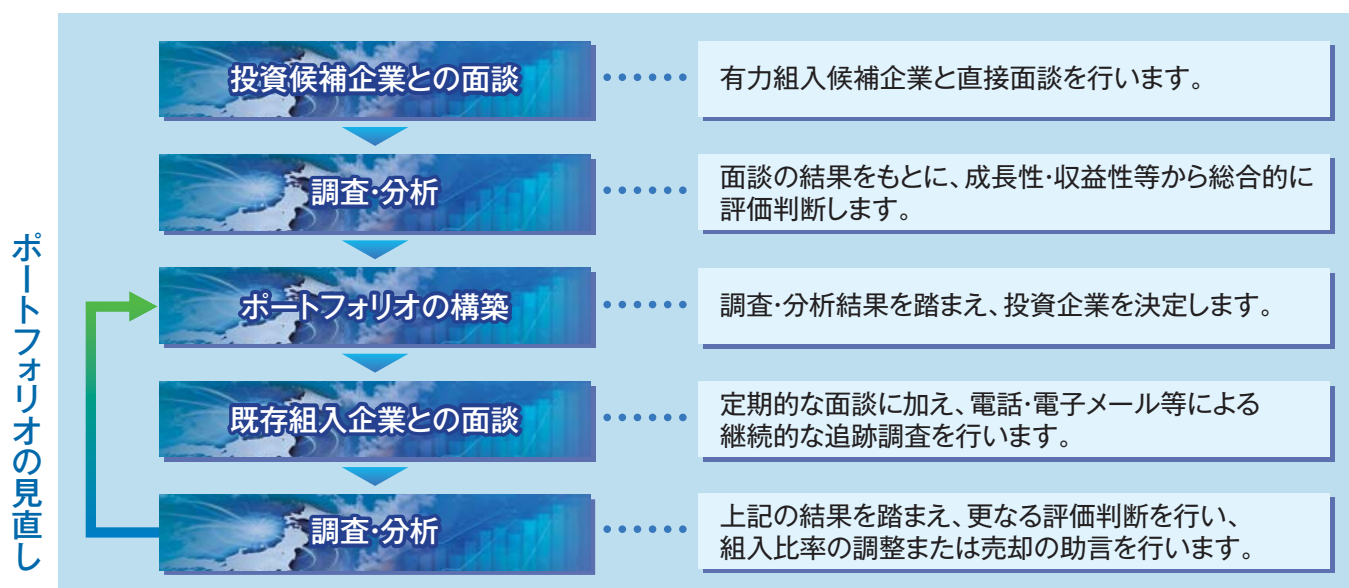 投資候補企業との面談
有力組入候補企業と直接面談を行います。
調査・分析
面談の結果をもとに、成長性・収益性等から総合的に
評価判断します。
ポートフォリオの構築
調査・分析結果を踏まえ、投資企業を決定します。
既存組入企業との面談
定期的な面談に加え、電話・電子メール等による
継続的な追跡調査を行います。
調査・分析
上記の結果を踏まえ、更なる評価判断を行い、
組入比率の調整または売却の助言を行います。
ポートフォリオの見直し